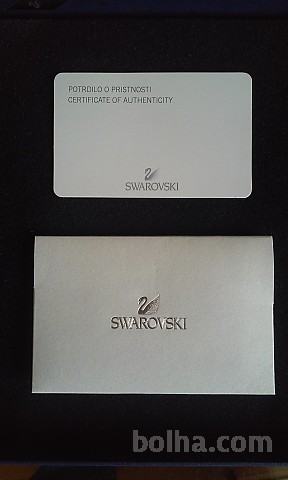 POTRDILO O PRISTNOSTI
CERTIFICATE OF AUTHENTICITY
SWAROVSKI
SWAROVSKI
bolha.com